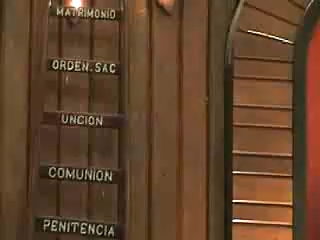 MATRIMONIO
ORDEN.SAC
UNCION
COMUNION
PENITENCIA